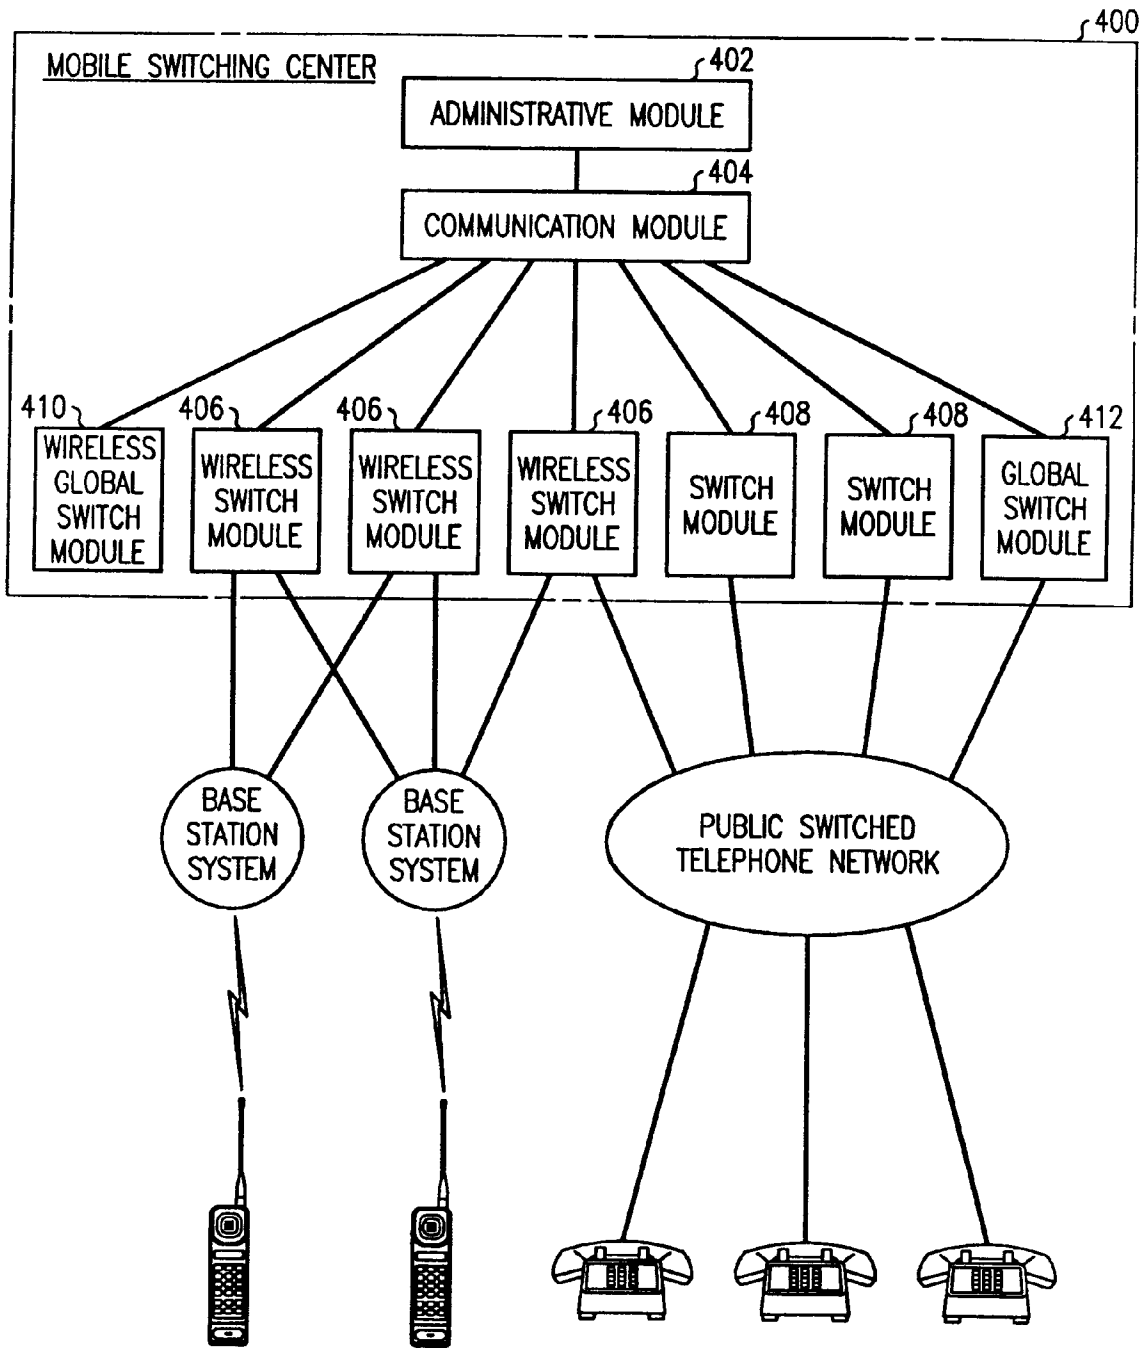 400
MOBILE SWITCHING CENTER
402
ADMINISTRATIVE MODULE
404
COMMUNICATION MODULE
410
WIRELESS
GLOBAL
SWITCH
MODULE
406
WIRELESS
SWITCH
MODULE
406
WIRELESS
SWITCH
MODULE
406
WIRELESS
SWITCH
MODULE
408
SWITCH
MODULE
408
SWITCH
MODULE
412
GLOBAL
SWITCH
MODULE
BASE
STATION
SYSTEM
BASE
STATION
SYSTEM
PUBLIC SWITCHED
TELEPHONE NETWORK